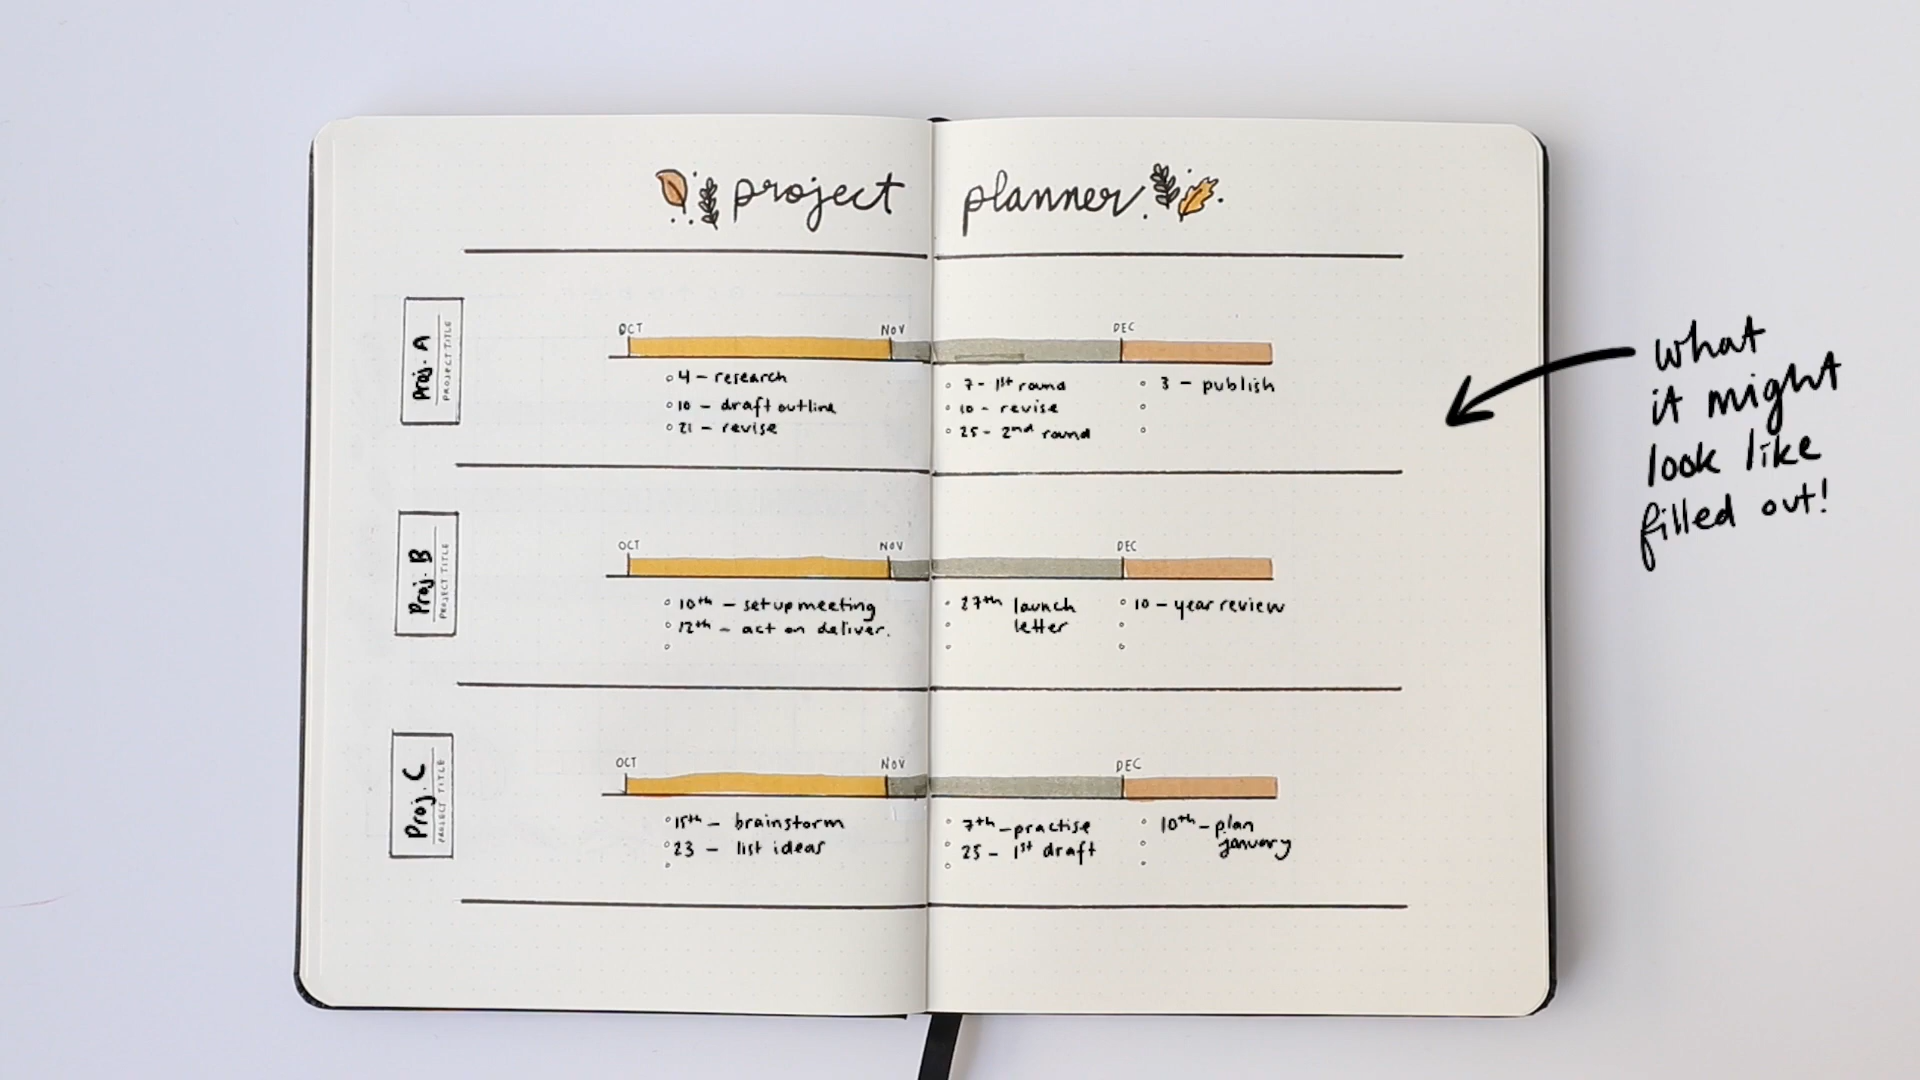 project planner
Proj. A
PROJECT TITLE
OCT NOV DEC
4 - research
10 - draft outline
21 - revise
7 - 1st round
10 - revise
25 - 2nd round
3 - publish
Proj. B
PROJECT TITLE
OCT NOV DEC
10th - set up meeting
12th - act on deliver.
27th launch
letter
10 - year review
Proj. C
PROJECT TITLE
OCT NOV DEC
15th - brainstorm
23 - list ideas
7th - practise
25 - 1st draft
10th - plan
january
what
it might
look like
filled out!